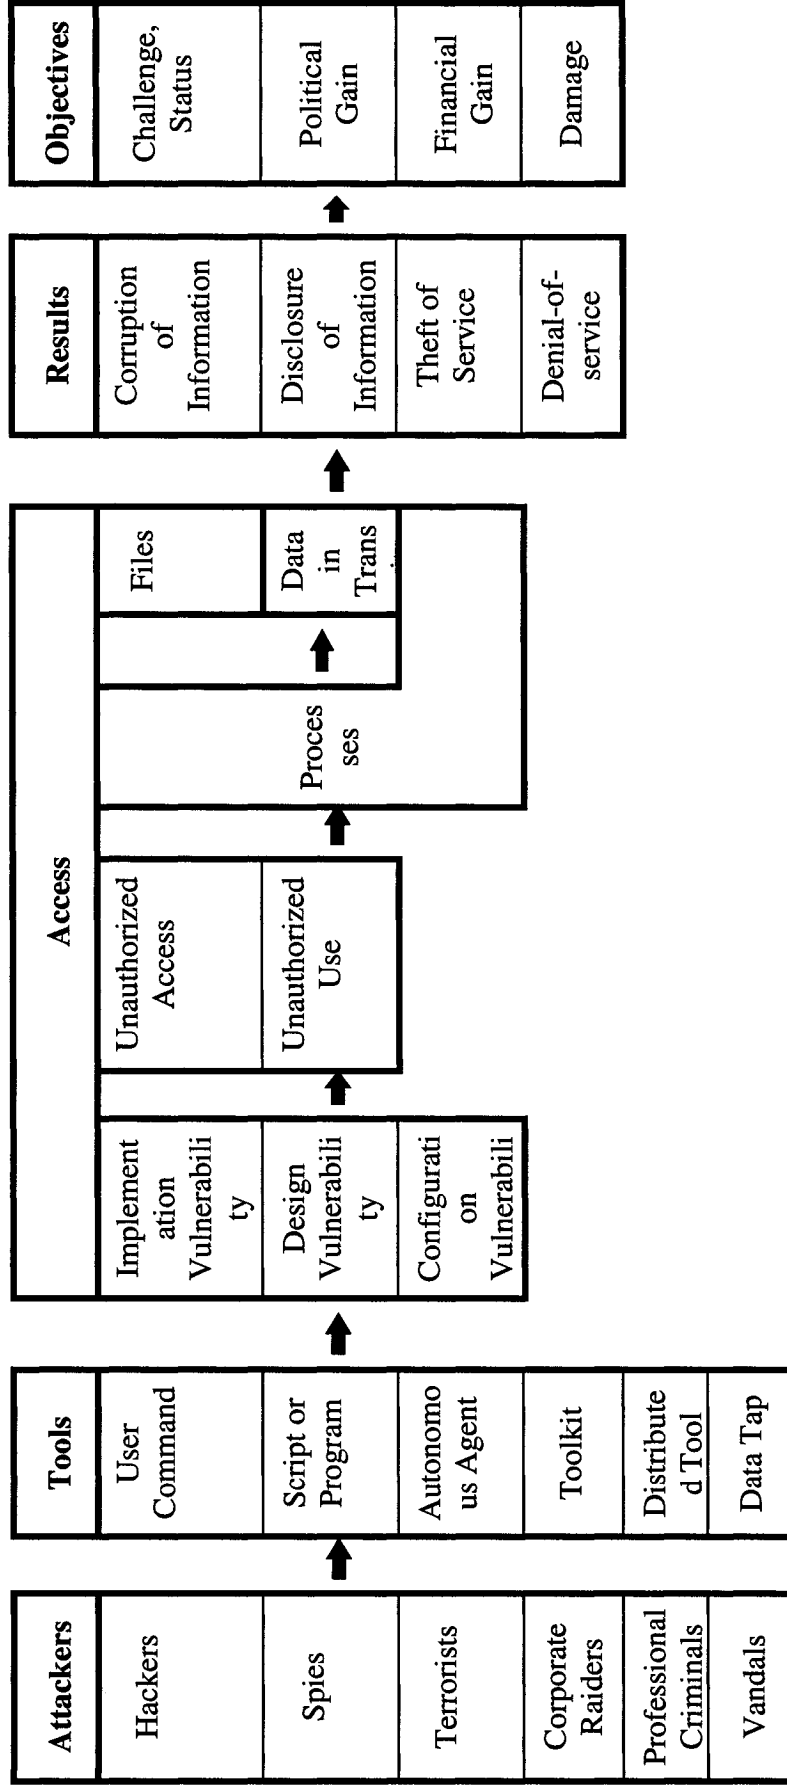 Attackers
Hackers
Spies
Terrorists
Corporate
Raiders
Professional
Criminals
Vandals
Tools
User
Command
Script or
Program
Autonomo
us Agent
Toolkit
Distribute
d Tool
Data Tap
Access
Implement
ation
Vulnerabili
ty
Design
Vulnerabili
ty
Configurati
on
Vulnerabili
Unauthorized
Access
Unauthorized
Use
Proces
ses
Files
Data
in
Trans
Results
Corruption
of
Information
Disclosure
of
Information
Theft of
Service
Denial-of-
service
Objectives
Challenge,
Status
Political
Gain
Financial
Gain
Damage